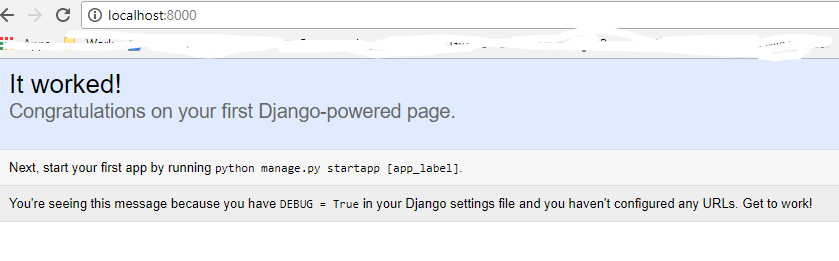 localhost:8000
It worked!
Congratulations on your first Django-powered page.
Next, start your first app by running python manage.py startapp [app_label].
You're seeing this message because you have DEBUG = True in your Django settings file and you haven't configured any URLs. Get to work!